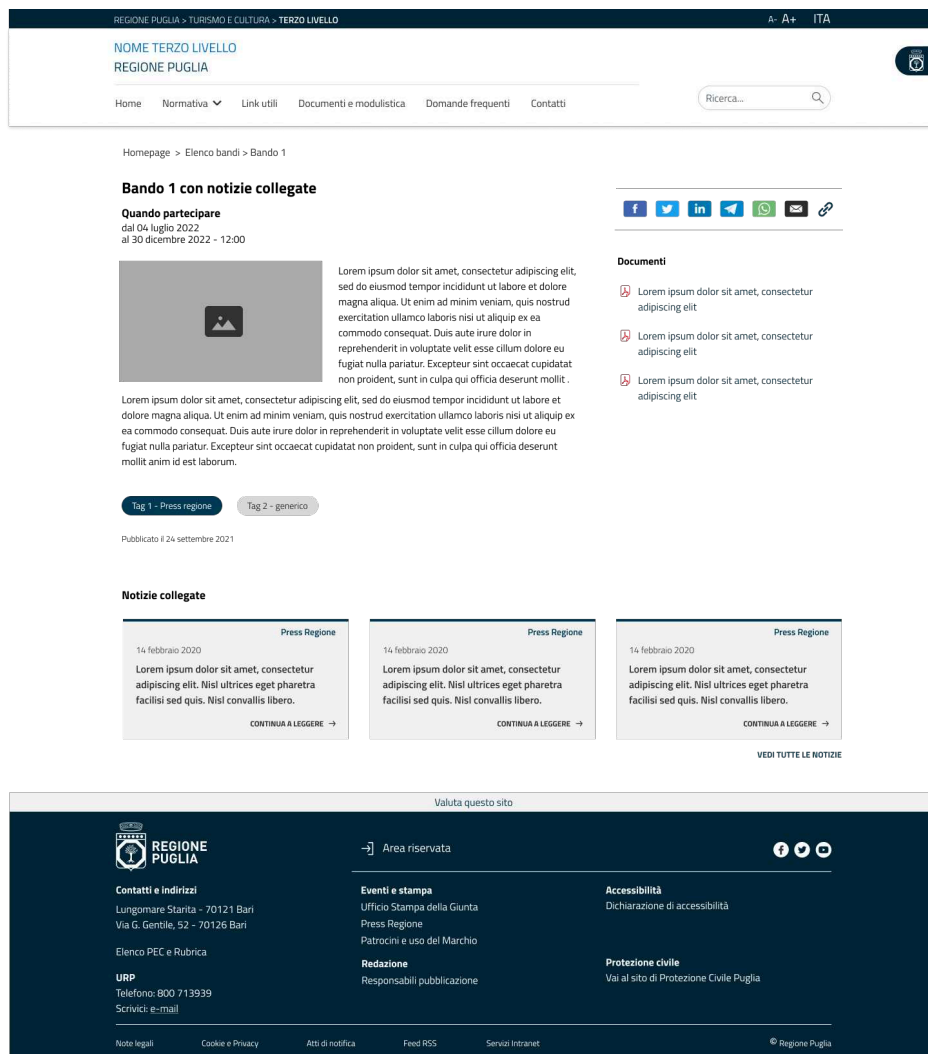 REGIONE PUGLIA > TURISMO E CULTURA > TERZO LIVELLO
A- A+ ITA
NOME TERZO LIVELLO
REGIONE PUGLIA
Home Normativa Link utili Documenti e modulistica Domande frequenti Contatti
Ricerca...
Homepage > Elenco bandi > Bando 1
Bando 1 con notizie collegate
Quando partecipare
dal 04 luglio 2022
al 30 dicembre 2022 - 12:00
Lorem ipsum dolor sit amet, consectetur adipiscing elit,
sed do eiusmod tempor incididunt ut labore et dolore
magna aliqua. Ut enim ad minim veniam, quis nostrud
exercitation ullamco laboris nisi ut aliquip ex ea
commodo consequat. Duis aute irure dolor in
reprehenderit in voluptate velit esse cillum dolore eu
fugiat nulla pariatur. Excepteur sint occaecat cupidatat
non proident, sunt in culpa qui officia deserunt mollit .
Lorem ipsum dolor sit amet, consectetur adipiscing elit, sed do eiusmod tempor incididunt ut labore et
dolore magna aliqua. Ut enim ad minim veniam, quis nostrud exercitation ullamco laboris nisi ut aliquip ex
ea commodo consequat. Duis aute irure dolor in reprehenderit in voluptate velit esse cillum dolore eu
fugiat nulla pariatur. Excepteur sint occaecat cupidatat non proident, sunt in culpa qui officia deserunt
mollit anim id est laborum.
Tag 1 - Press regione
Tag 2 - generico
Pubblicato il 24 settembre 2021
Documenti
Lorem ipsum dolor sit amet, consectetur
adipiscing elit
Lorem ipsum dolor sit amet, consectetur
adipiscing elit
Lorem ipsum dolor sit amet, consectetur
adipiscing elit
Notizie collegate
Press Regione
14 febbraio 2020
Lorem ipsum dolor sit amet, consectetur
adipiscing elit. Nisl ultrices eget pharetra
facilisi sed quis. Nisl convallis libero.
CONTINUA A LEGGERE →
Press Regione
14 febbraio 2020
Lorem ipsum dolor sit amet, consectetur
adipiscing elit. Nisl ultrices eget pharetra
facilisi sed quis. Nisl convallis libero.
CONTINUA A LEGGERE →
Press Regione
14 febbraio 2020
Lorem ipsum dolor sit amet, consectetur
adipiscing elit. Nisl ultrices eget pharetra
facilisi sed quis. Nisl convallis libero.
CONTINUA A LEGGERE →
VEDI TUTTE LE NOTIZIE
Valuta questo sito
REGIONE
PUGLIA
Area riservata
Contatti e indirizzi
Lungomare Starita - 70121 Bari
Via G. Gentile, 52 - 70126 Bari
Elenco PEC e Rubrica
URP
Telefono: 800 713939
Scrivici: e-mail
Eventi e stampa
Ufficio Stampa della Giunta
Press Regione
Patrocini e uso del Marchio
Redazione
Responsabili pubblicazione
Accessibilità
Dichiarazione di accessibilità
Protezione civile
Vai al sito di Protezione Civile Puglia
Note legali Cookie e Privacy Atti di notifica Feed RSS Servizi Intranet © Regione Puglia